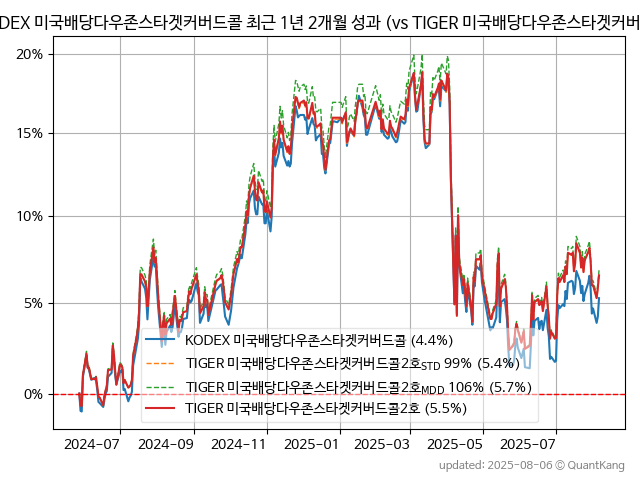 DEX 미국배당다우존스타겟커버드콜 최근 1년 2개월 성과 (vs TIGER 미국배당다우존스타겟커버
20%
15%
10%
5%
0%
KODEX 미국배당다우존스타겟커버드콜 (4.4%)
TIGER 미국배당다우존스타겟커버드콜2호STD 99% (5.4%)
TIGER 미국배당다우존스타겟커버드콜2호MDD 106% (5.7%)
TIGER 미국배당다우존스타겟커버드콜2호 (5.5%)
2024-07 2024-09 2024-11 2025-01 2025-03 2025-05 2025-07
updated: 2025-08-06 © QuantKang